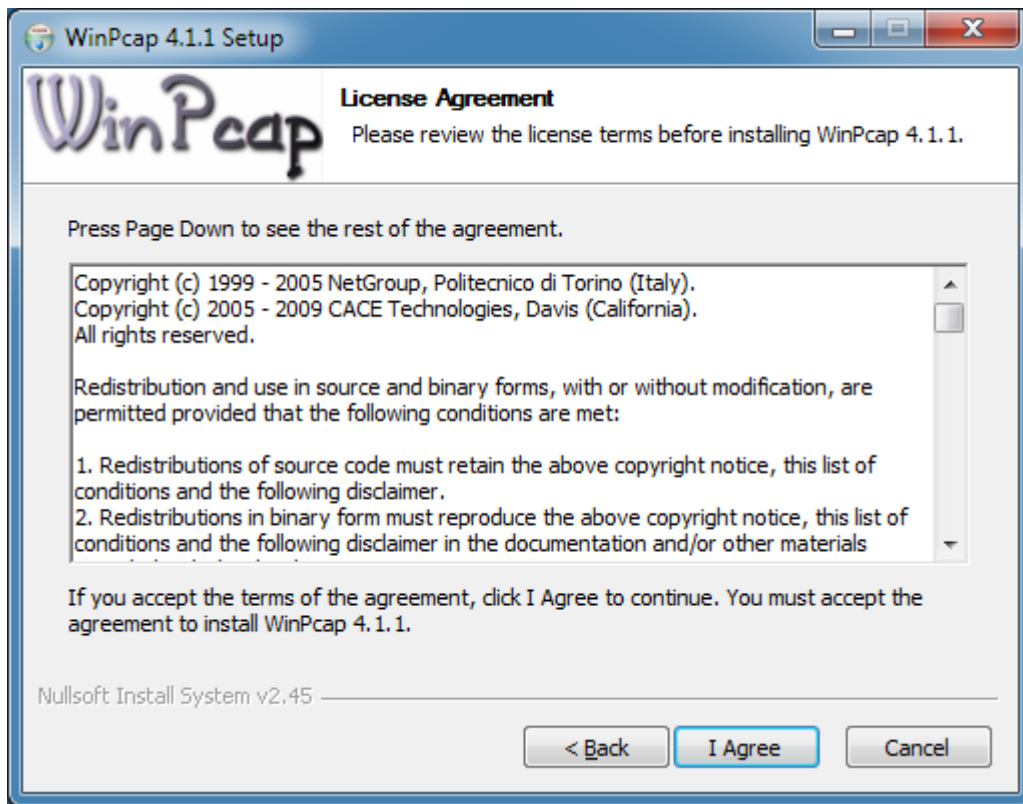 WinPcap 4.1.1 Setup
WinPcap
License Agreement
Please review the license terms before installing WinPcap 4.1.1.
Press Page Down to see the rest of the agreement.
Copyright (c) 1999 - 2005 NetGroup, Politecnico di Torino (Italy).
Copyright (c) 2005 - 2009 CACE Technologies, Davis (California).
All rights reserved.
Redistribution and use in source and binary forms, with or without modification, are
permitted provided that the following conditions are met:
1. Redistributions of source code must retain the above copyright notice, this list of
conditions and the following disclaimer.
2. Redistributions in binary form must reproduce the above copyright notice, this list of
conditions and the following disclaimer in the documentation and/or other materials
If you accept the terms of the agreement, click I Agree to continue. You must accept the
agreement to install WinPcap 4.1.1.
Nullsoft Install System v2.45
< Back
I Agree
Cancel